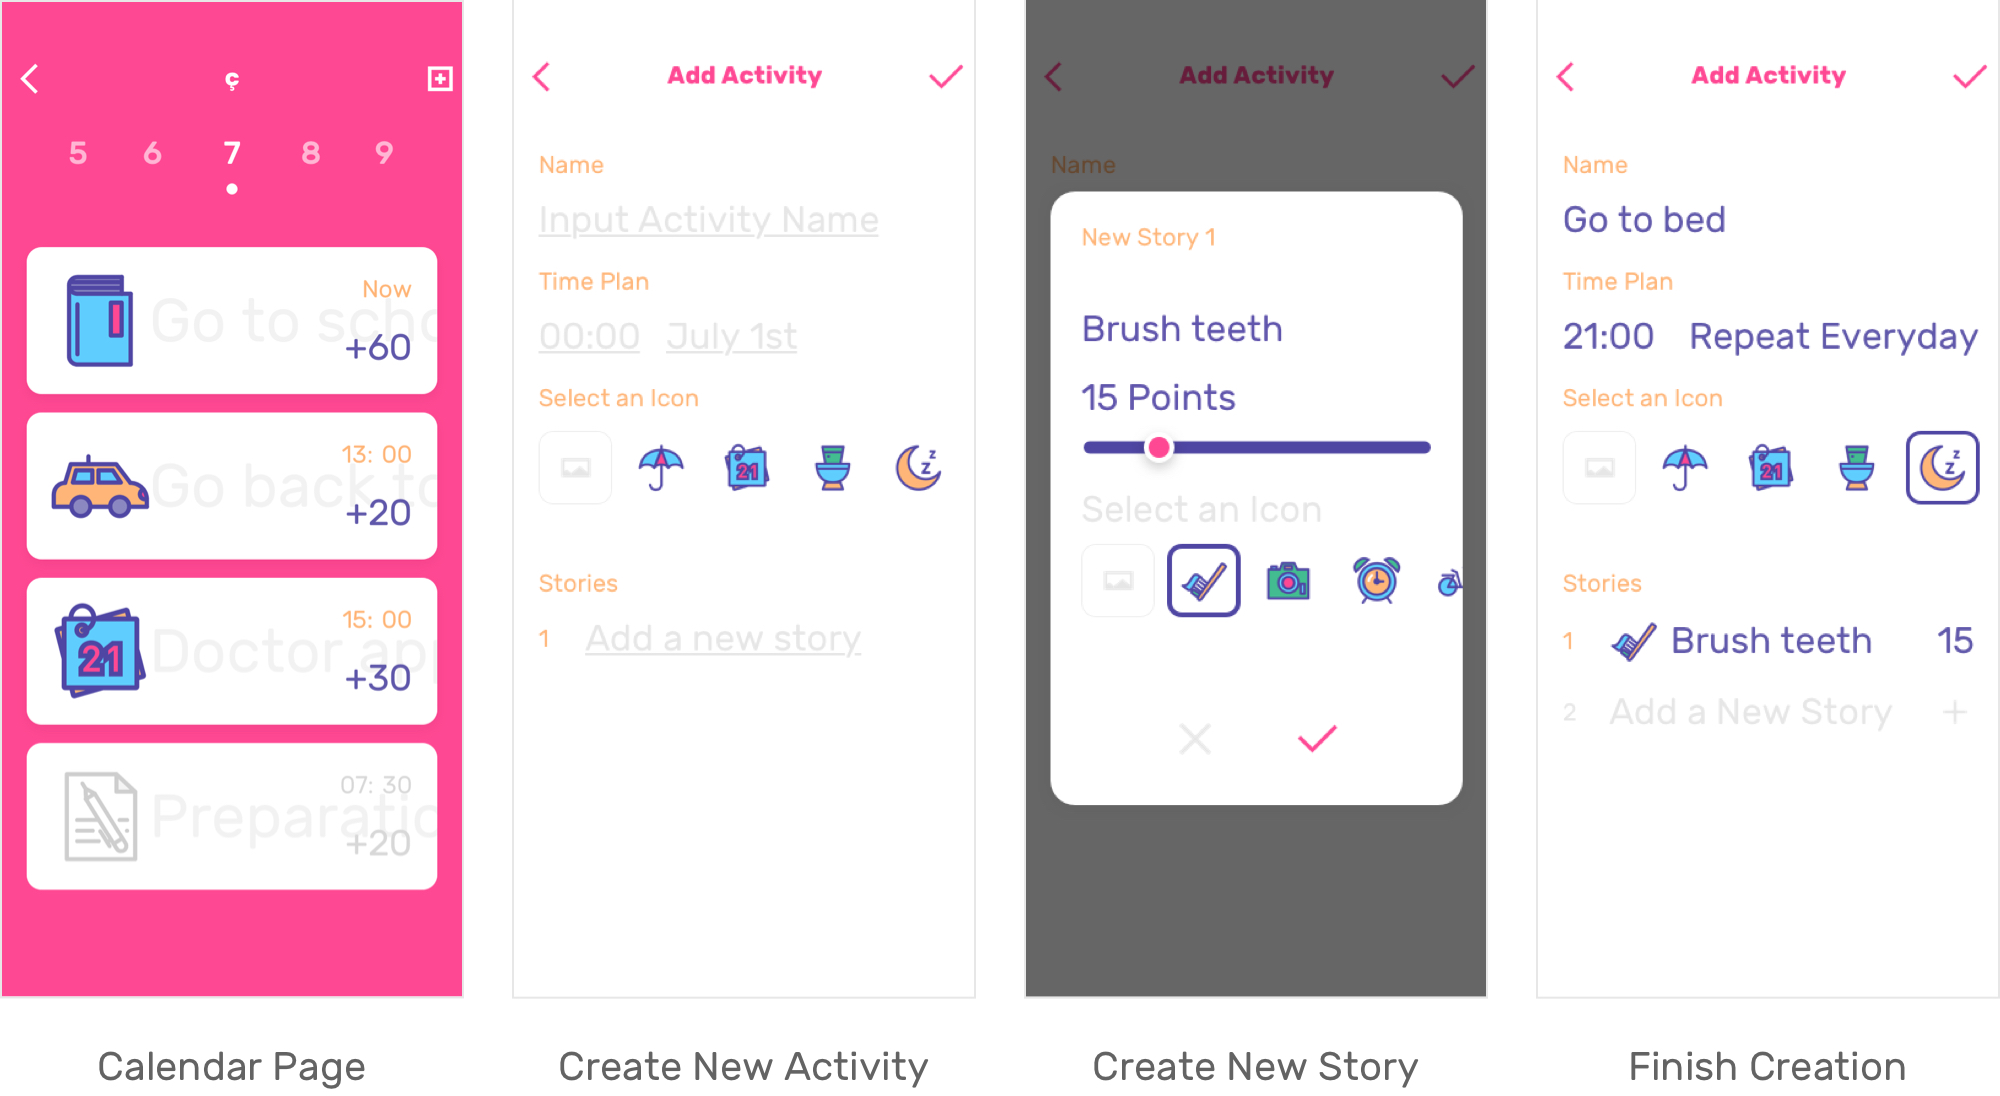 ç
5 6 7 8 9
Now
Go to scho
+60
13: 00
Go back to
+20
15: 00
Doctor app
21
+30
07: 30
Preparatio
+20
Calendar Page
Add Activity
Name
Input Activity Name
Time Plan
00:00 July 1st
Select an Icon
21
z z
Stories
1 Add a new story
Create New Activity
Add Activity
Name
New Story 1
Brush teeth
15 Points
Select an Icon
Create New Story
Add Activity
Name
Go to bed
Time Plan
21:00 Repeat Everyday
Select an Icon
21
z z
Stories
1 Brush teeth 15
2 Add a New Story +
Finish Creation